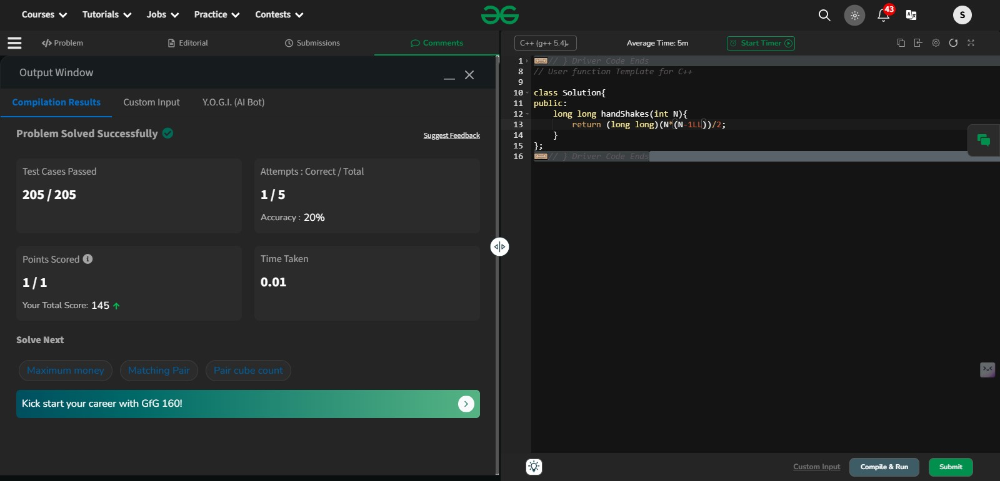 Courses Tutorials Jobs Practice Contests 43 S
Problem Editorial Submissions Comments
Output Window
Compilation Results Custom Input Y.O.G.I. (AI Bot)
Problem Solved Successfully Suggest Feedback
Test Cases Passed
205 / 205
Attempts : Correct / Total
1 / 5
Accuracy : 20%
Points Scored
1 / 1
Your Total Score: 145
Time Taken
0.01
Solve Next
Maximum money Matching Pair Pair cube count
Kick start your career with GfG 160!
C++ (g++ 5.4) Average Time: 5m Start Timer
1 // } Driver Code Ends
8 // User function Template for C++
9
10 class Solution{
11 public:
12 long long handShakes(int N){
13 return (long long)(N*(N-1LL))/2;
14 }
15 };
16 // } Driver Code Ends
Custom Input Compile & Run Submit